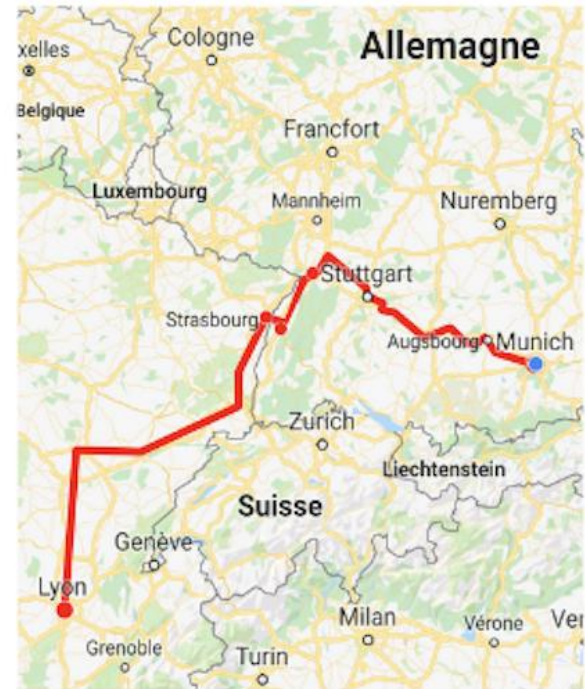 Cologne
Allemagne
xelles
Belgique
Francfort
Luxembourg
Mannheim
Nuremberg
Stuttgart
Strasbourg
Augsbourg
Munich
Zurich
Liechtenstein
Suisse
Genève
Lyon
Milan
Vérone
Ver
Grenoble
Turin